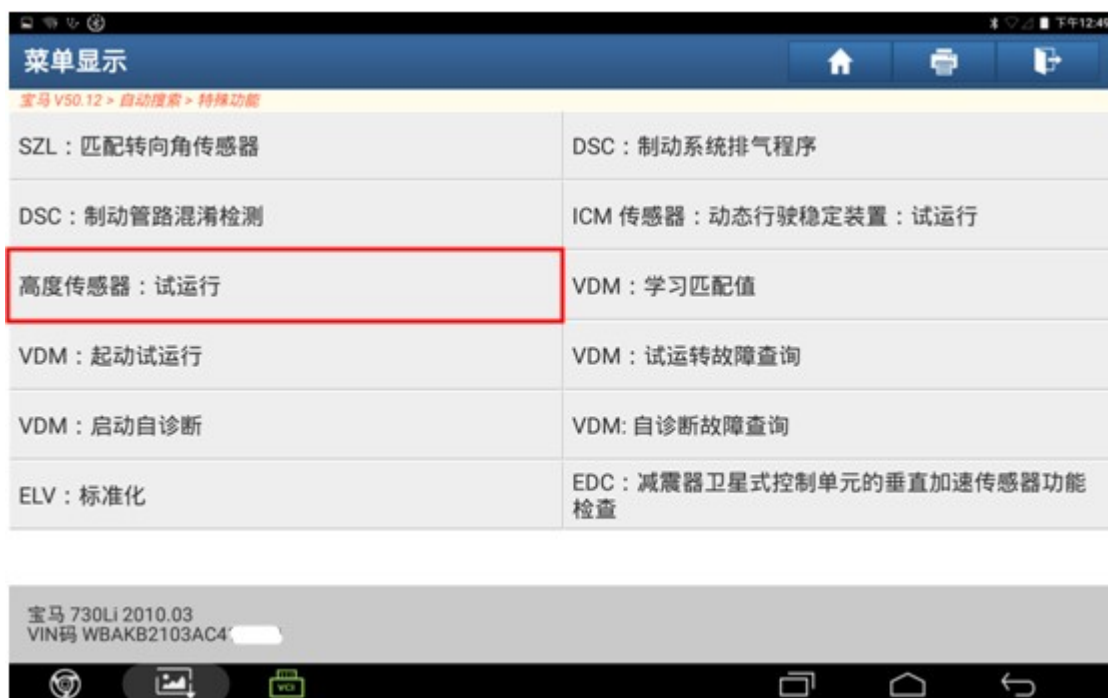 下午12:49
菜单显示
宝马 V50.12 > 自动搜索 > 特殊功能
SZL：匹配转向角传感器
DSC：制动系统排气程序
DSC：制动管路混淆检测
ICM 传感器：动态行驶稳定装置：试运行
高度传感器：试运行
VDM：学习匹配值
VDM：起动试运行
VDM：试运转故障查询
VDM：启动自诊断
VDM: 自诊断故障查询
ELV：标准化
EDC：减震器卫星式控制单元的垂直加速传感器功能
检查
宝马 730Li 2010.03
VIN码 WBAKB2103AC4
VCI